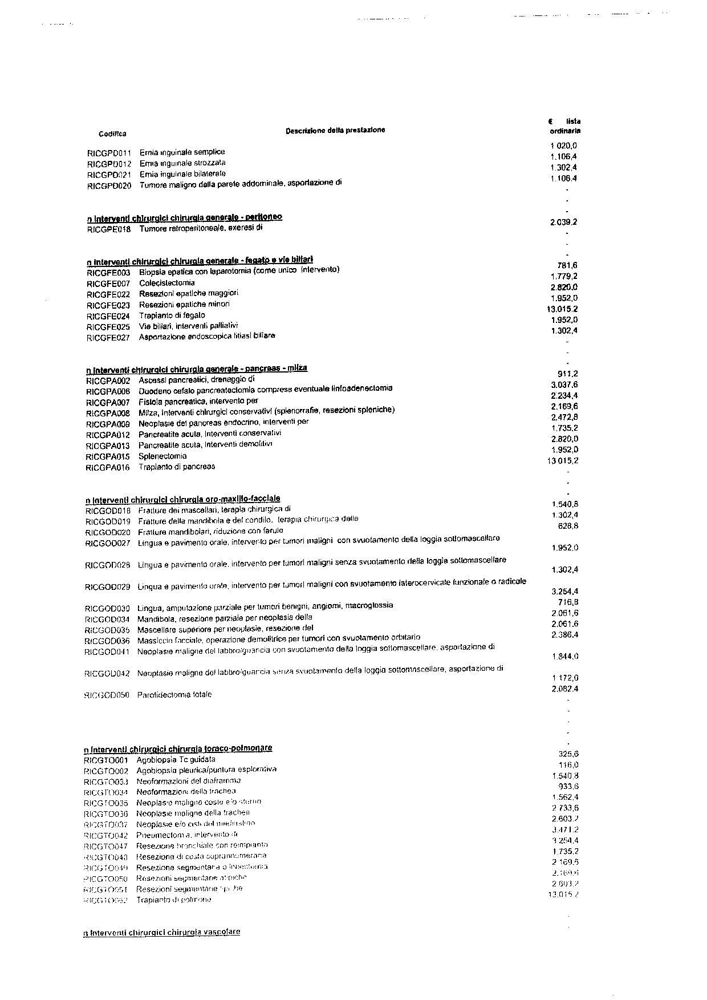 € lista
Codifica Descrizione della prestazione ordinaria
RICGPD011 Ernia inguinale semplice 1 020,0
RICGPD012 Ernia inguinale strozzata 1.106,4
RICGPD021 Ernia inguinale bilaterale 1.302,4
RICGPD020 Tumore maligno della parete addominale, asportazione di 1.106,4
-
-
-
n Interventi chirurgici chirurgia generale - peritoneo
RICGPE018 Tumore retroperitoneale, exeresi di 2.039,2
-
-
-
n Interventi chirurgici chirurgia generale - fegato e vie biliari
RICGFE003 Biopsia epatica con laparotomia (come unico intervento) 781,6
RICGFE007 Colecistectomia 1.779,2
RICGFE022 Resezioni epatiche maggiori 2.820,0
RICGFE023 Resezioni epatiche minori 1.952,0
RICGFE024 Trapianto di fegato 13.015,2
RICGFE025 Vie biliari, interventi palliativi 1.952,0
RICGFE027 Asportazione endoscopica litiasi biliare 1.302,4
-
-
-
n Interventi chirurgici chirurgia generale - pancreas - milza
RICGPA002 Ascessi pancreatici, drenaggio di 911,2
RICGPA006 Duodeno cefalo pancreatectomia compresa eventuale linfoadenectomia 3.037,6
RICGPA007 Fistola pancreatica, intervento per 2.234,4
RICGPA008 Milza, interventi chirurgici conservativi (splenorrafie, resezioni spleniche) 2.169,6
RICGPA009 Neoplasie del pancreas endocrino, interventi per 2.472,8
RICGPA012 Pancreatite acuta, Interventi conservativi 1.735,2
RICGPA013 Pancreatite acuta, Interventi demolitivi 2.820,0
RICGPA015 Splenectomia 1.952,0
RICGPA016 Trapianto di pancreas 13 015,2
-
-
-
n Interventi chirurgici chirurgia oro-maxillo-facciale
RICGOD018 Fratture dei mascellari, terapia chirurgica di 1.540,8
RICGOD019 Fratture della mandibola e del condilo, terapia chirurgica delle 1.302,4
RICGOD020 Fratture mandibolari, riduzione con ferule 628,8
RICGOD027 Lingua e pavimento orale, intervento per tumori maligni con svuotamento della loggia sottomascellare
1.952,0
RICGOD028 Lingua e pavimento orale, intervento per tumori maligni senza svuotamento della loggia sottomascellare
1.302,4
RICGOD029 Lingua e pavimento orale, intervento per tumori maligni con svuotamento laterocervicale funzionale o radicale
3.254,4
RICGOD030 Lingua, amputazione parziale per tumori benigni, angiomi, macroglossia 716,8
RICGOD034 Mandibola, resezione parziale per neoplasia della 2.061,6
RICGOD035 Mascellare superiore per neoplasie, resezione del 2.061,6
RICGOD036 Massiccio facciale, operazione demolitrice per tumori con svuotamento orbitario 2.386,4
RICGOD041 Neoplasie maligne del labbro/guancia con svuotamento della loggia sottomascellare, asportazione di
1.844,0
RICGOD042 Neoplasie maligne del labbro/guancia senza svuotamento della loggia sottomascellare, asportazione di
1 172,0
RICGOD050 Parotidectomia totale 2.082,4
-
-
-
-
-
n Interventi chirurgici chirurgia toraco-polmonare
RICGTO001 Agobiopsia Tc guidata 325,6
RICGTO002 Agobiopsia pleurica/puntura esplorativa 116,0
RICGTO033 Neoformazioni del diaframma 1.540,8
RICGTO034 Neoformazioni della trachea 933,6
RICGTO035 Neoplasie maligne coste e/o sterno 1.562,4
RICGTO036 Neoplasie maligne della trachea 2 733,6
RICGTO037 Neoplasie e/o cisti del mediastino 2.603,2
RICGTO042 Pneumectomia, intervento di 3.471,2
RICGTO047 Resezione bronchiale con reimpianto 3 254,4
RICGTO048 Resezione di costa soprannumeraria 1.735,2
RICGTO049 Resezione segmentaria o lobectomia 2 169,6
RICGTO050 Resezioni segmentarie atipiche 2.169,6
RICGTO051 Resezioni segmentarie tipiche 2 603,2
Trapianto di polmone 13.015,2
-
-
n Interventi chirurgici chirurgia vascolare